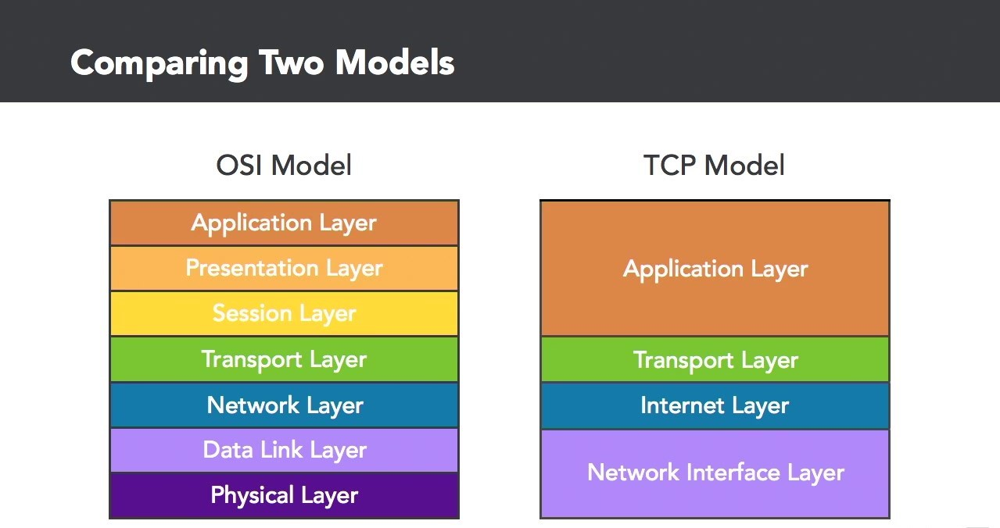 Comparing Two Models
OSI Model
Application Layer
Presentation Layer
Session Layer
Transport Layer
Network Layer
Data Link Layer
Physical Layer
TCP Model
Application Layer
Transport Layer
Internet Layer
Network Interface Layer